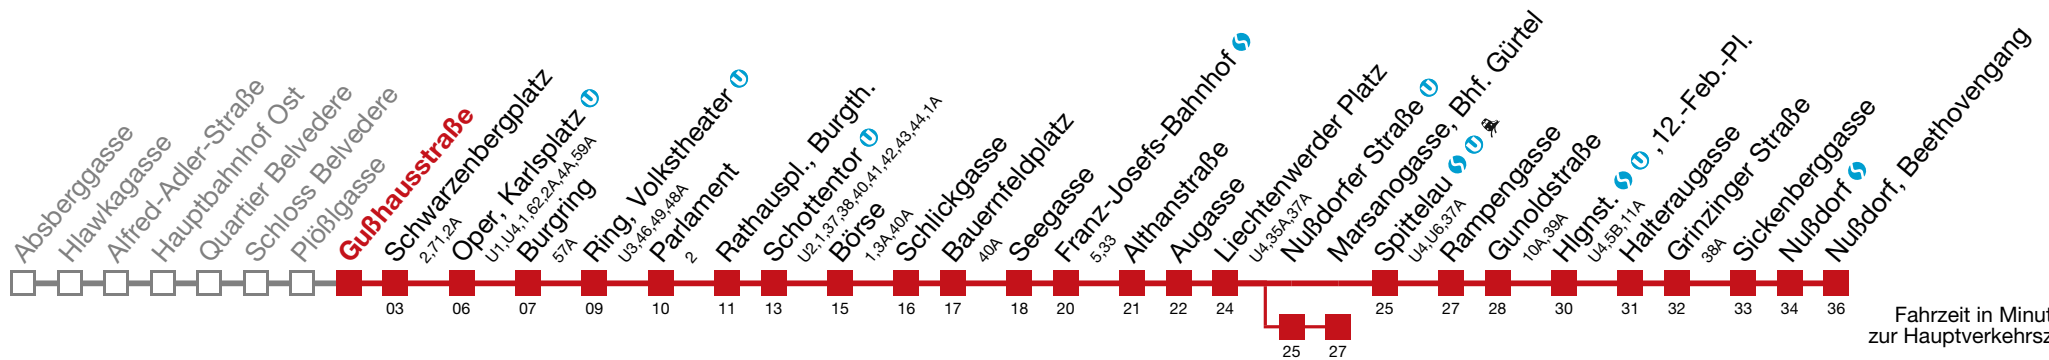 Absberggasse
Hlawkagasse
Alfred-Adler-Straße
Hauptbahnhof Ost
Quartier Belvedere
Schloss Belvedere
Plößlgasse
Gußhausstraße
Schwarzenbergplatz
2,71,2A
Oper, Karlsplatz U
U1,U4,1,62,2A,4A,59A
Burgring
57A
Ring, Volkstheater U
U3,46,49,48A
Parlament
2
Rathauspl., Burgth.
Schottentor U
U2,1,37,38,40,41,42,43,44,1A
Börse
1,3A,40A
Schlickgasse
Bauernfeldplatz
40A
Seegasse
Franz-Josefs-Bahnhof S
5,33
Althanstraße
Augasse
Liechtenwerder Platz
U4,35A,37A
Nußdorfer Straße U
Marsanogasse, Bhf. Gürtel
Spittelau S U
U4,U6,37A
Rampengasse
Gunoldstraße
10A,39A
Hlgnst. S U , 12.-Feb.-Pl.
U4,5B,11A
Halteraugasse
Grinzinger Straße
38A
Sickenberggasse
Nußdorf S
Nußdorf, Beethovengang
03 06 07 09 10 11 13 15 16 17 18 20 21 22 24 25 27 28 30 31 32 33 34 36
25 27
Fahrzeit in Minut
zur Hauptverkehrsz